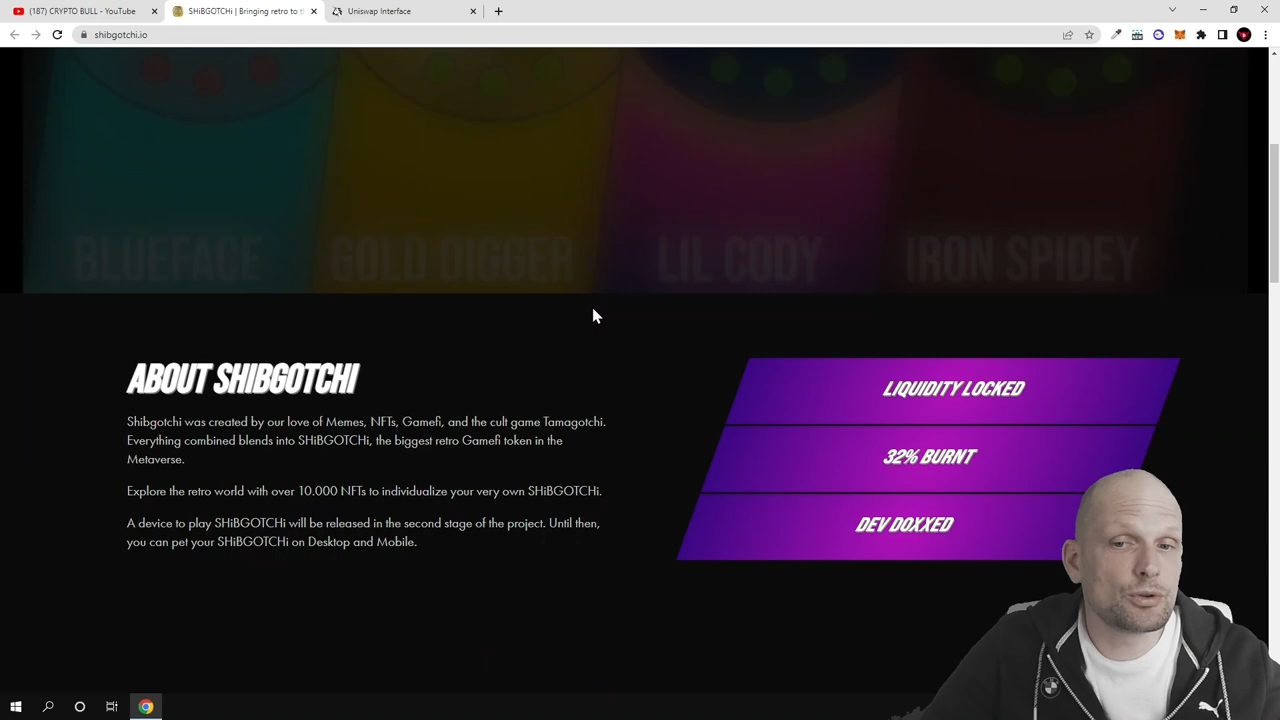 (187) CRYPTO BULL - YouTube
SHiBGOTCHi | Bringing retro to th
Uniswap Interface
shibgotchi.io
BLUEFACE
GOLD DIGGER
LIL CODY
IRON SPIDEY
ABOUT SHIBGOTCHI
Shibgotchi was created by our love of Memes, NFTs, Gamefi, and the cult game Tamagotchi.
Everything combined blends into SHiBGOTCHi, the biggest retro Gamefi token in the
Metaverse.
Explore the retro world with over 10.000 NFTs to individualize your very own SHiBGOTCHi.
A device to play SHiBGOTCHi will be released in the second stage of the project. Until then,
you can pet your SHiBGOTCHi on Desktop and Mobile.
LIQUIDITY LOCKED
32% BURNT
DEV DOXXED